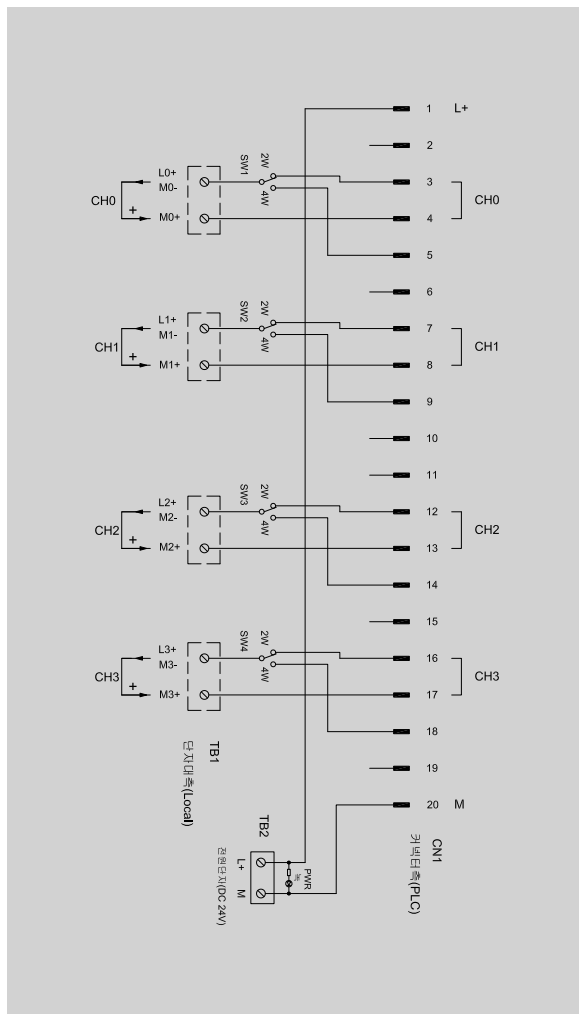 1 L+
2
L0+
M0-
M0+
CH0
+
SW1
2W
4W
3
4
CH0
5
6
L1+
M1-
M1+
CH1
+
SW2
2W
4W
7
8
CH1
9
10
11
L2+
M2-
M2+
CH2
+
SW3
2W
4W
12
13
CH2
14
15
L3+
M3-
M3+
CH3
+
SW4
2W
4W
16
17
CH3
18
19
20 M
TB1
단자대측(Local)
TB2
전원단자(DC 24V)
L+
M
PWR
녹
CN1
커넥터측(PLC)